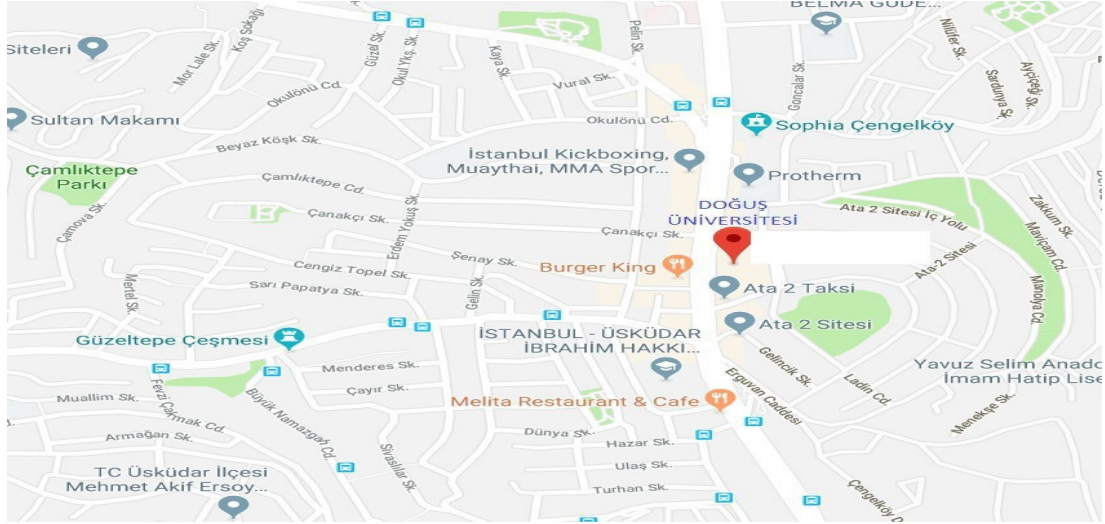 BELMA GÜDE...
Siteleri
Koş Sokağı
Mor Lale Sk.
Güzel Sk.
Okul Ykş. Sk.
Kaya Sk.
Vural Sk.
Pelin Sk.
Goncalar Sk.
Nilüfer Sk.
Sardunya Sk.
Ayçiçeği Sk.
Okulönü Cd.
Okulönü Cd.
Sultan Makamı
Sophia Çengelköy
Beyaz Köşk Sk.
İstanbul Kickboxing,
Muaythai, MMA Spor...
Protherm
Çamlıktepe
Parkı
Çamlıktepe Cd.
DOĞUŞ
ÜNİVERSİTESİ
Ata 2 Sitesi İç Yolu
Zakkum Sk.
Maviçam Cd.
Manolya Cd.
Çamova Sk.
Çanakçı Sk.
Çanakçı Sk.
Erdem Yokuş Sk.
Ata-2 Sitesi
Şenay Sk.
Cengiz Topel Sk.
Burger King
Sarı Papatya Sk.
Gelin Sk.
Mertel Sk.
Ata 2 Taksi
Güzeltepe Çeşmesi
İSTANBUL - ÜSKÜDAR
İBRAHİM HAKKI...
Ata 2 Sitesi
Gelincik Sk.
Ladin Cd.
Yavuz Selim Anado
İmam Hatip Lise
Menderes Sk.
Çayır Sk.
Erguvan Caddesi
Menekşe Sk.
Melita Restaurant & Cafe
Muallim Sk.
Fevzi Çakmak Cd.
Büyük Namazgah Cd.
Armağan Sk.
Sivaslılar Sk.
Dünya Sk.
Hazar Sk.
Ulaş Sk.
Turhan Sk.
TC Üsküdar İlçesi
Mehmet Akif Ersoy...
Çengelköy